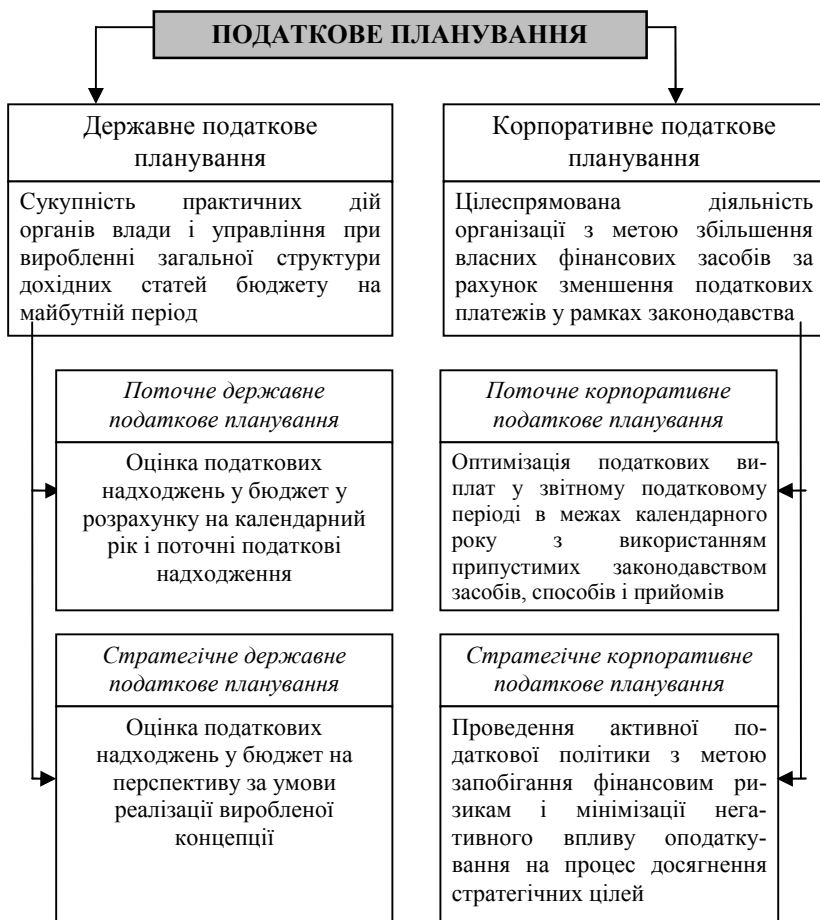 ПОДАТКОВЕ ПЛАНУВАННЯ
Державне податкове
планування
Сукупність практичних дій
органів влади і управління при
виробленні загальної структури
дохідних статей бюджету на
майбутній період
Корпоративне податкове
планування
Цілеспрямована діяльність
організації з метою збільшення
власних фінансових засобів за
рахунок зменшення податкових
платежів у рамках законодавства
Поточне державне
податкове планування
Оцінка податкових
надходжень у бюджет у
розрахунку на календарний
рік і поточні податкові
надходження
Поточне корпоративне
податкове планування
Оптимізація податкових ви-
плат у звітному податковому
періоді в межах календарного
року з використанням
припустимих законодавством
засобів, способів і прийомів
Стратегічне державне
податкове планування
Оцінка податкових
надходжень у бюджет на
перспективу за умови
реалізації виробленої
концепції
Стратегічне корпоративне
податкове планування
Проведення активної по-
даткової політики з метою
запобігання фінансовим ри-
зикам і мінімізації нега-
тивного впливу оподатку-
вання на процес досягнення
стратегічних цілей